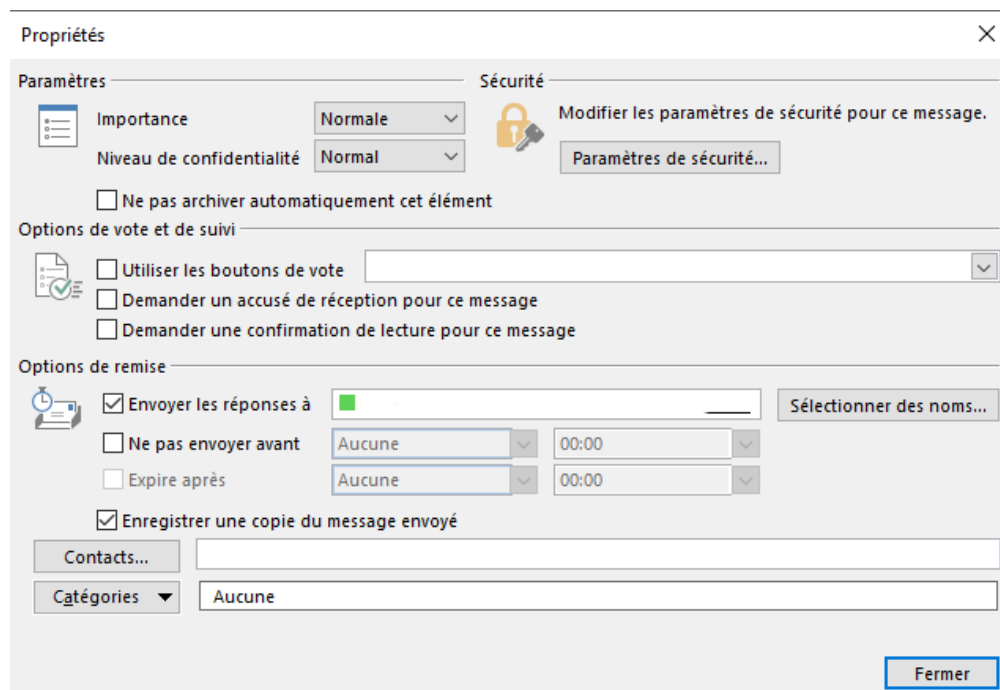 Propriétés
Paramètres
Sécurité
Importance
Normale
Modifier les paramètres de sécurité pour ce message.
Niveau de confidentialité
Normal
Paramètres de sécurité...
Ne pas archiver automatiquement cet élément
Options de vote et de suivi
Utiliser les boutons de vote
Demander un accusé de réception pour ce message
Demander une confirmation de lecture pour ce message
Options de remise
Envoyer les réponses à
Sélectionner des noms...
Ne pas envoyer avant
Aucune
00:00
Expire après
Aucune
00:00
Enregistrer une copie du message envoyé
Contacts...
Catégories
Aucune
Fermer